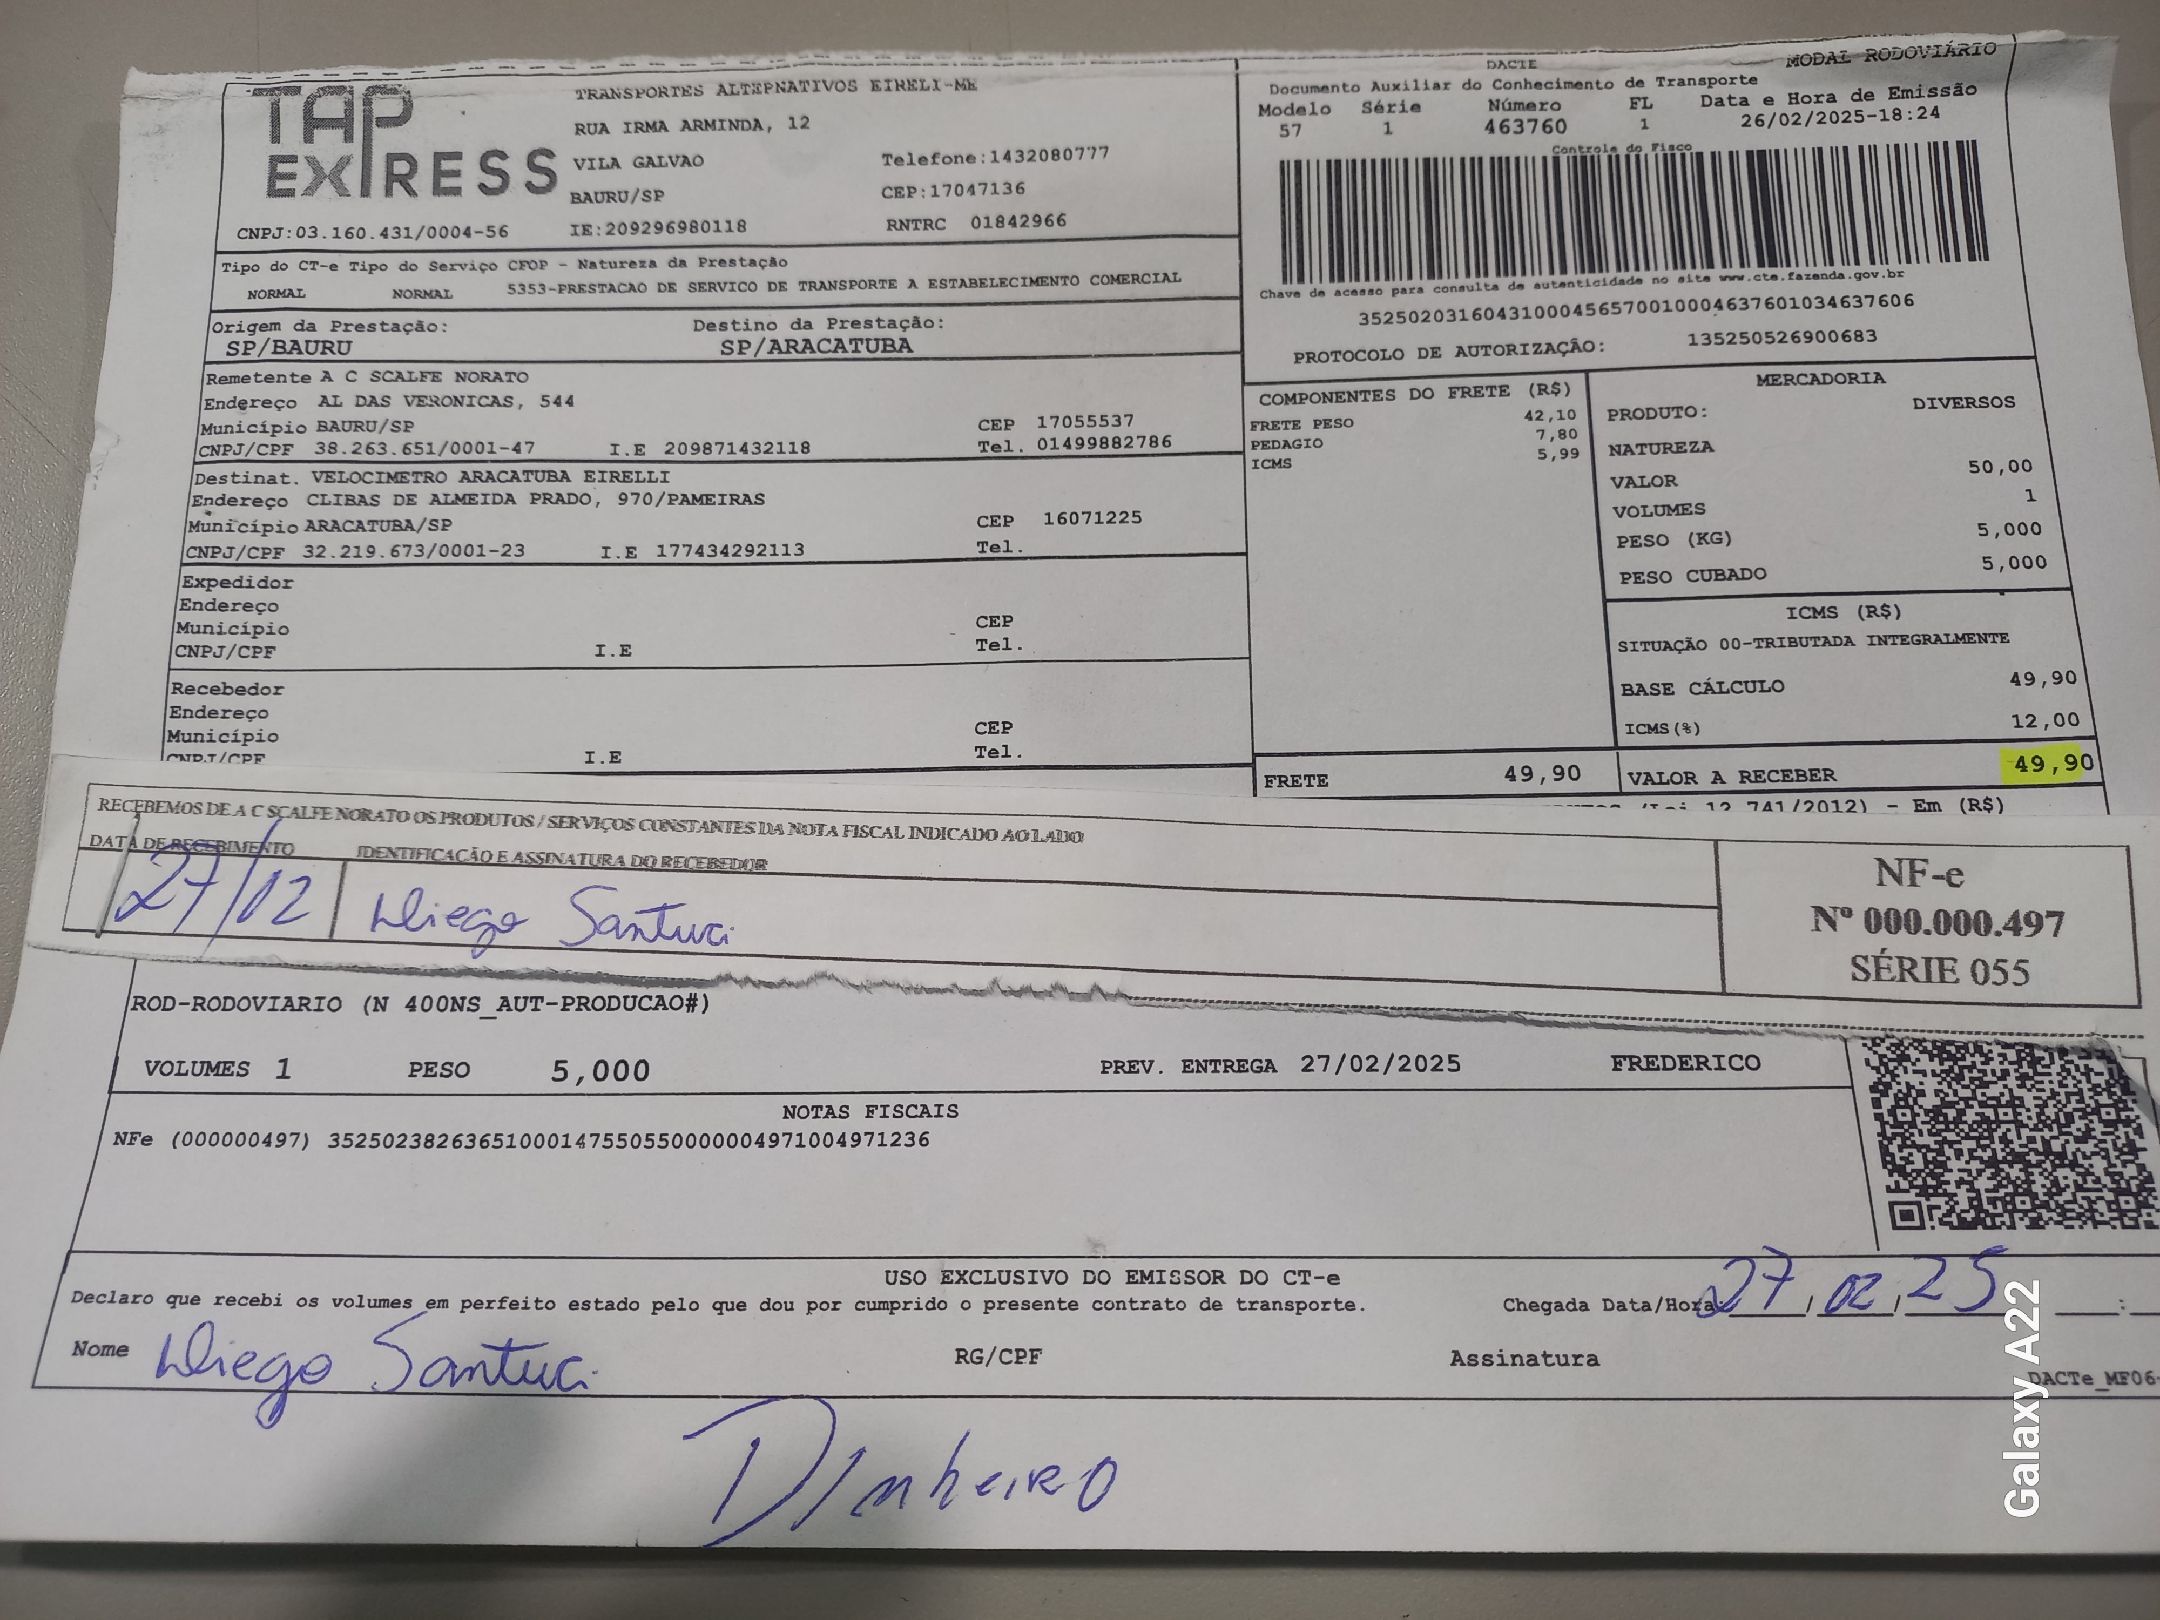 TAP
EXPRESS
CNPJ:03.160.431/0004-56
TRANSPORTES ALTERNATIVOS EIRELI-ME
RUA IRMA ARMINDA, 12
VILA GALVAO
Telefone:1432080777
BAURU/SP
CEP:17047136
IE:209296980118
RNTRC 01842966
DACTE
MODAL RODOVIÁRIO
Documento Auxiliar do Conhecimento de Transporte
Modelo Série Número FL Data e Hora de Emissão
57 1 463760 1 26/02/2025-18:24
Controle do Fisco
Chave de acesso para consulta de autenticidade no site www.cte.fazenda.gov.br
35250203160431000456570010004637601034637606
PROTOCOLO DE AUTORIZAÇÃO: 135250526900683
Tipo do CT-e Tipo do Serviço CFOP - Natureza da Prestação
NORMAL NORMAL 5353-PRESTACAO DE SERVICO DE TRANSPORTE A ESTABELECIMENTO COMERCIAL
Origem da Prestação: Destino da Prestação:
SP/BAURU SP/ARACATUBA
Remetente A C SCALFE NORATO
Endereço AL DAS VERONICAS, 544
Município BAURU/SP CEP 17055537
CNPJ/CPF 38.263.651/0001-47 I.E 209871432118 Tel. 01499882786
Destinat. VELOCIMETRO ARACATUBA EIRELLI
Endereço CLIBAS DE ALMEIDA PRADO, 970/PAMEIRAS
Município ARACATUBA/SP CEP 16071225
CNPJ/CPF 32.219.673/0001-23 I.E 177434292113 Tel.
Expedidor
Endereço
Município CEP
CNPJ/CPF I.E Tel.
Recebedor
Endereço
Município CEP
CNPJ/CPF I.E Tel.
COMPONENTES DO FRETE (R$)
FRETE PESO 42,10
PEDAGIO 7,80
ICMS 5,99
MERCADORIA
PRODUTO: DIVERSOS
NATUREZA
VALOR 50,00
VOLUMES 1
PESO (KG) 5,000
PESO CUBADO 5,000
ICMS (R$)
SITUAÇÃO 00-TRIBUTADA INTEGRALMENTE
BASE CÁLCULO 49,90
ICMS(%) 12,00
FRETE 49,90 VALOR A RECEBER 49,90
(Lei 12.741/2012) - Em (R$)
RECEBEMOS DE A C SCALFE NORATO OS PRODUTOS / SERVIÇOS CONSTANTES DA NOTA FISCAL INDICADO AO LADO
DATA DE RECEBIMENTO IDENTIFICAÇÃO E ASSINATURA DO RECEBEDOR
27/02 Diego Santuci
NF-e
Nº 000.000.497
SÉRIE 055
ROD-RODOVIARIO (N 400NS_AUT-PRODUCAO#)
VOLUMES 1 PESO 5,000 PREV. ENTREGA 27/02/2025 FREDERICO
NOTAS FISCAIS
NFe (000000497) 35250238263651000147550550000004971004971236
USO EXCLUSIVO DO EMISSOR DO CT-e
Declaro que recebi os volumes em perfeito estado pelo que dou por cumprido o presente contrato de transporte. Chegada Data/Hora: 27/02/25 __:__
Nome Diego Santuci RG/CPF Assinatura
DACTe_MF06-
Dinheiro
Galaxy A22